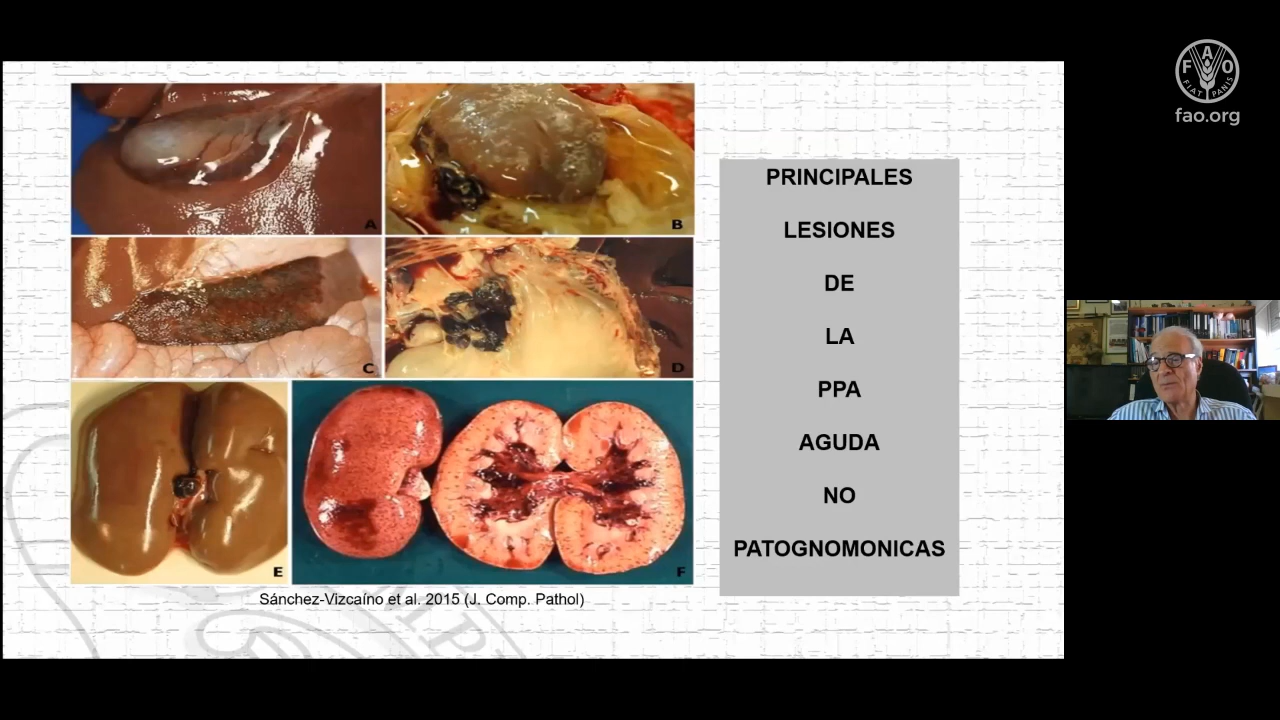 A
B
C
D
E
F
Sánchez-Vizcaíno et al. 2015 (J. Comp. Pathol)
PRINCIPALES
LESIONES
DE
LA
PPA
AGUDA
NO
PATOGNOMONICAS
F A O
FIAT PANIS
fao.org